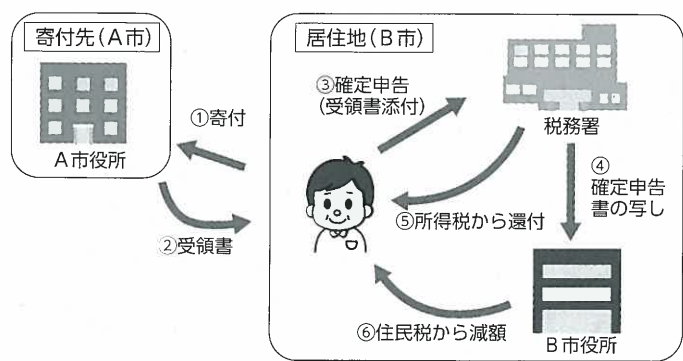 寄付先(A市)
A市役所
①寄付
②受領書
居住地(B市)
③確定申告
(受領書添付)
税務署
④
確定申告
書の写し
⑤所得税から還付
⑥住民税から減額
B市役所